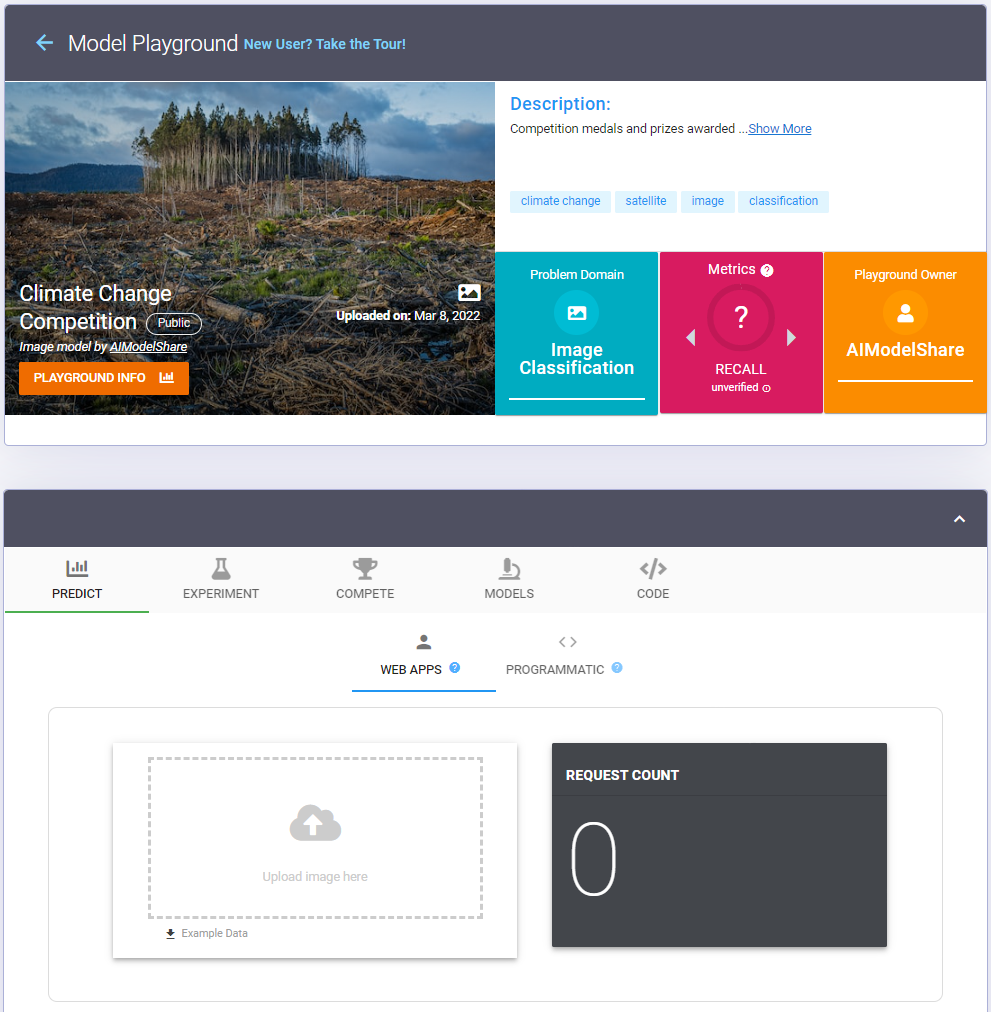 Model Playground New User? Take the Tour!
Description:
Competition medals and prizes awarded ...Show More
climate change satellite image classification
Climate Change
Competition Public
Uploaded on: Mar 8, 2022
Image model by AIModelShare
PLAYGROUND INFO
Problem Domain
Image
Classification
Metrics ?
?
RECALL
unverified
Playground Owner
AIModelShare
PREDICT EXPERIMENT COMPETE MODELS CODE
WEB APPS ? PROGRAMMATIC ?
Upload image here
Example Data
REQUEST COUNT
0